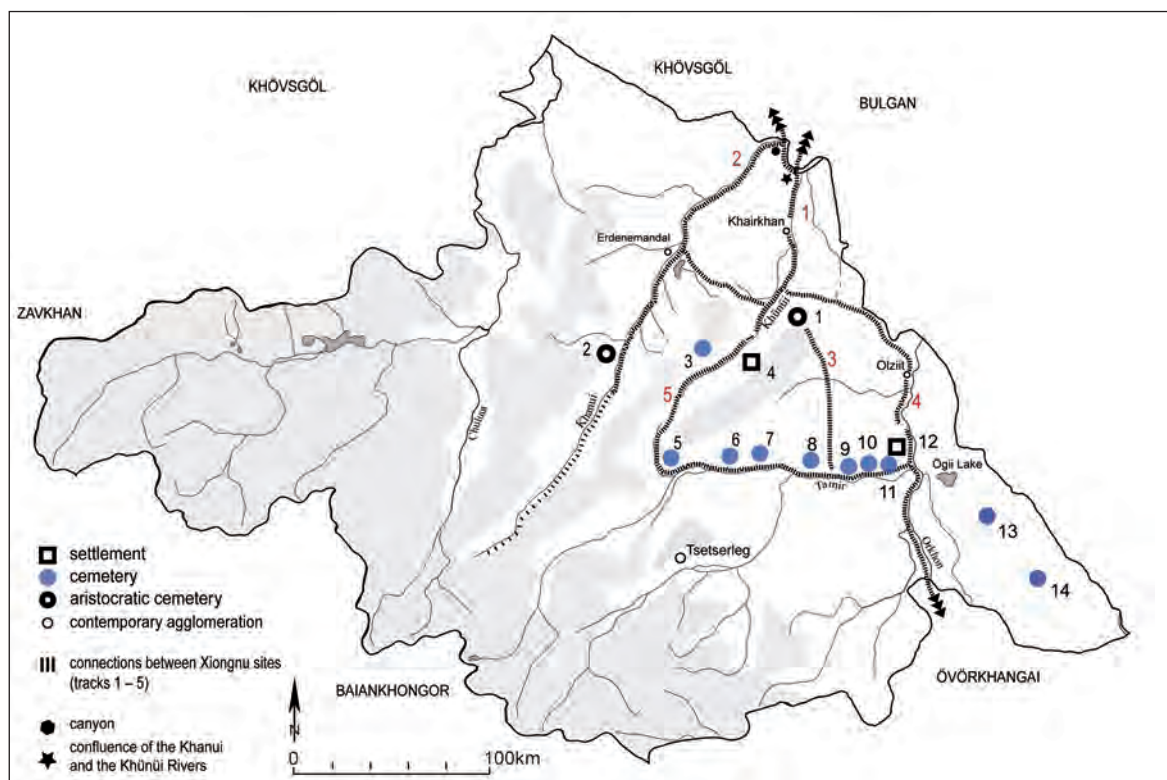 KHÖVSGÖL
KHÖVSGÖL
BULGAN
2
1
Khairkhan
Erdenemandal
ZAVKHAN
Khünüi
1
2
3
4
3
Olziit
5
4
Khanui
Chuluut
5
6
7
8
9
10
12
11
Ögii Lake
Tamir
13
Orkhon
Tsetserleg
14
settlement
cemetery
aristocratic cemetery
contemporary agglomeration
connections between Xiongnu sites
(tracks 1 – 5)
BAIANKHONGOR
ÖVÖRKHANGAI
canyon
confluence of the Khanui
and the Khünüi Rivers
N
0
100km